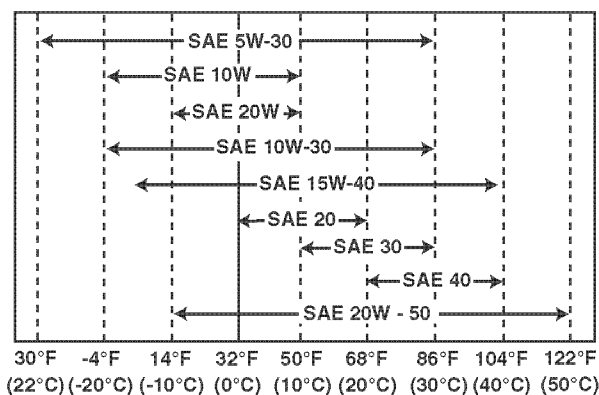 SAE 5W-30
SAE 10W
SAE 20W
SAE 10W-30
SAE 15W-40
SAE 20
SAE 30
SAE 40
SAE 20W - 50
30°F -4°F 14°F 32°F 50°F 68°F 86°F 104°F 122°F
(22°C) (-20°C) (-10°C) (0°C) (10°C) (20°C) (30°C) (40°C) (50°C)